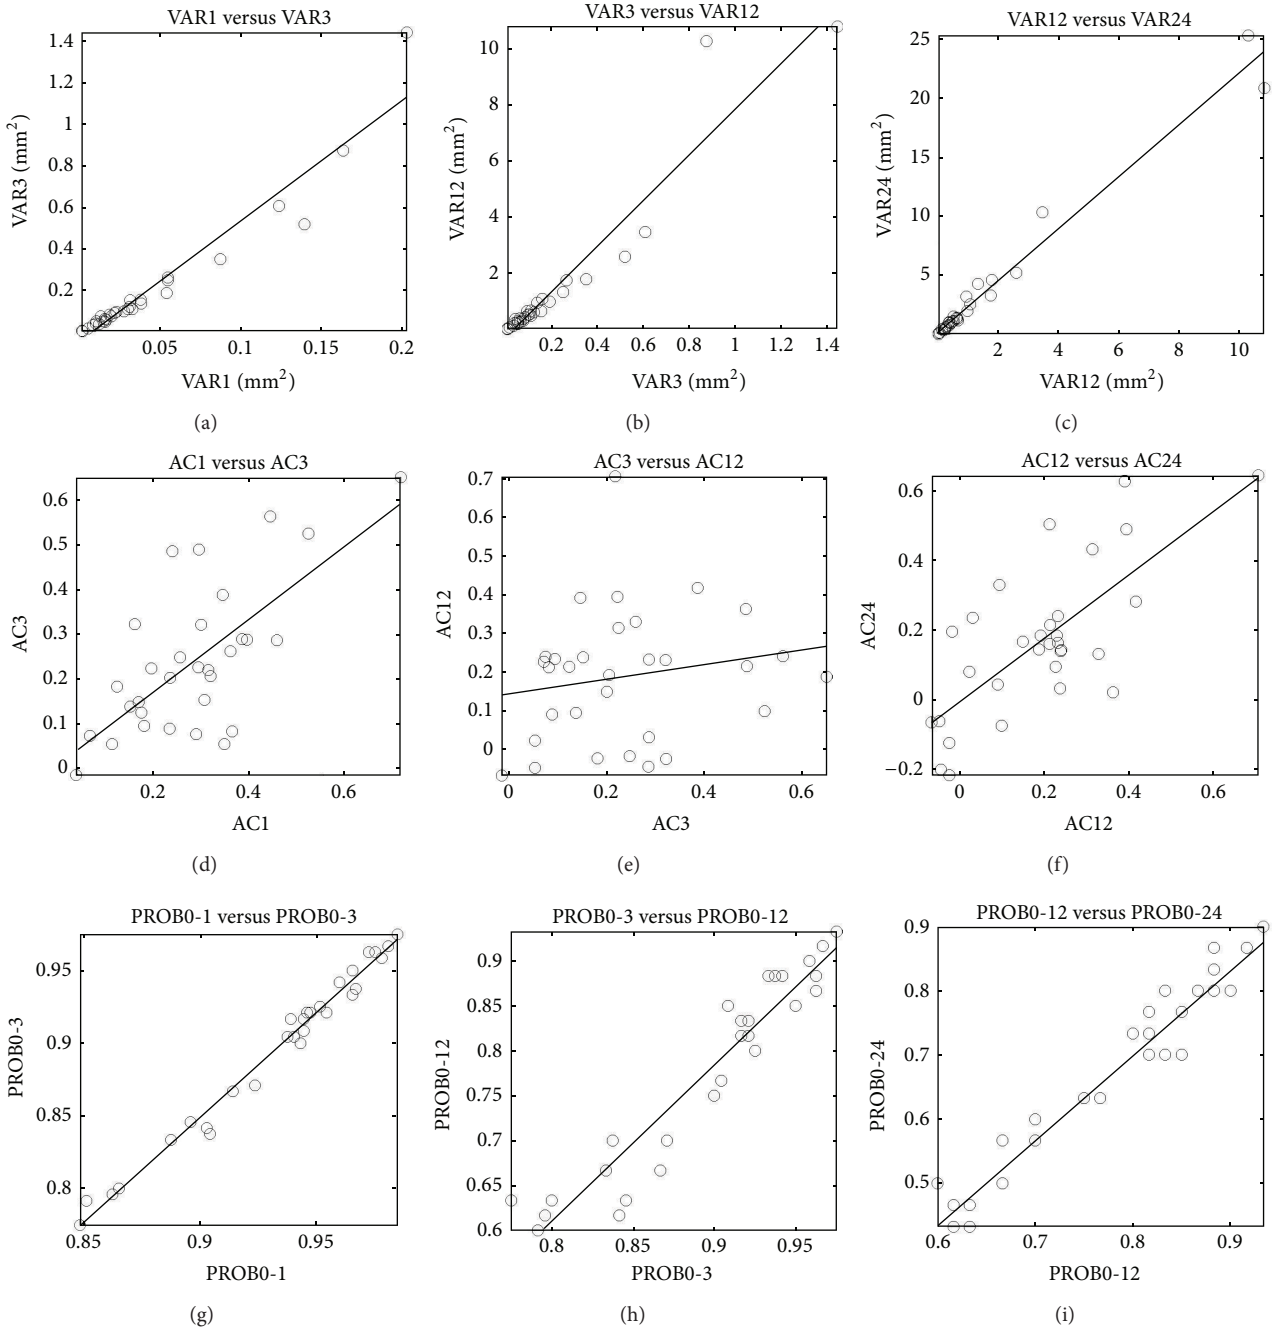 VAR1 versus VAR3
VAR3 versus VAR12
VAR12 versus VAR24
1.4
1.2
1
0.8
0.6
0.4
0.2
VAR3 (mm²)
0.05
0.1
0.15
0.2
VAR1 (mm²)
(a)
10
8
6
4
2
VAR12 (mm²)
0.2
0.4
0.6
0.8
1
1.2
1.4
VAR3 (mm²)
(b)
25
20
15
10
5
VAR24 (mm²)
2
4
6
8
10
VAR12 (mm²)
(c)
AC1 versus AC3
AC3 versus AC12
AC12 versus AC24
0.6
0.5
0.4
0.3
0.2
0.1
0
AC3
0.2
0.4
0.6
AC1
(d)
0.7
0.6
0.5
0.4
0.3
0.2
0.1
0
AC12
0
0.2
0.4
0.6
AC3
(e)
0.6
0.4
0.2
0
−0.2
AC24
0
0.2
0.4
0.6
AC12
(f)
PROB0-1 versus PROB0-3
PROB0-3 versus PROB0-12
PROB0-12 versus PROB0-24
0.95
0.9
0.85
0.8
PROB0-3
0.85
0.9
0.95
PROB0-1
(g)
0.9
0.85
0.8
0.75
0.7
0.65
0.6
PROB0-12
0.8
0.85
0.9
0.95
PROB0-3
(h)
0.9
0.8
0.7
0.6
0.5
PROB0-24
0.6
0.7
0.8
0.9
PROB0-12
(i)